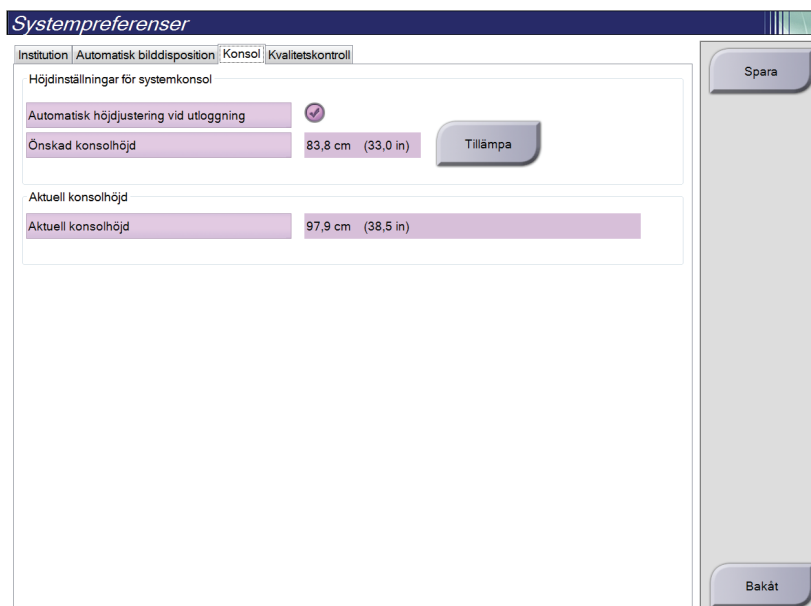 Systempreferenser
Institution Automatisk bilddisposition Konsol Kvalitetskontroll
Höjdinställningar för systemkonsol
Automatisk höjdjustering vid utloggning
Önskad konsolhöjd 83,8 cm (33,0 in) Tillämpa
Aktuell konsolhöjd
Aktuell konsolhöjd 97,9 cm (38,5 in)
Spara
Bakåt